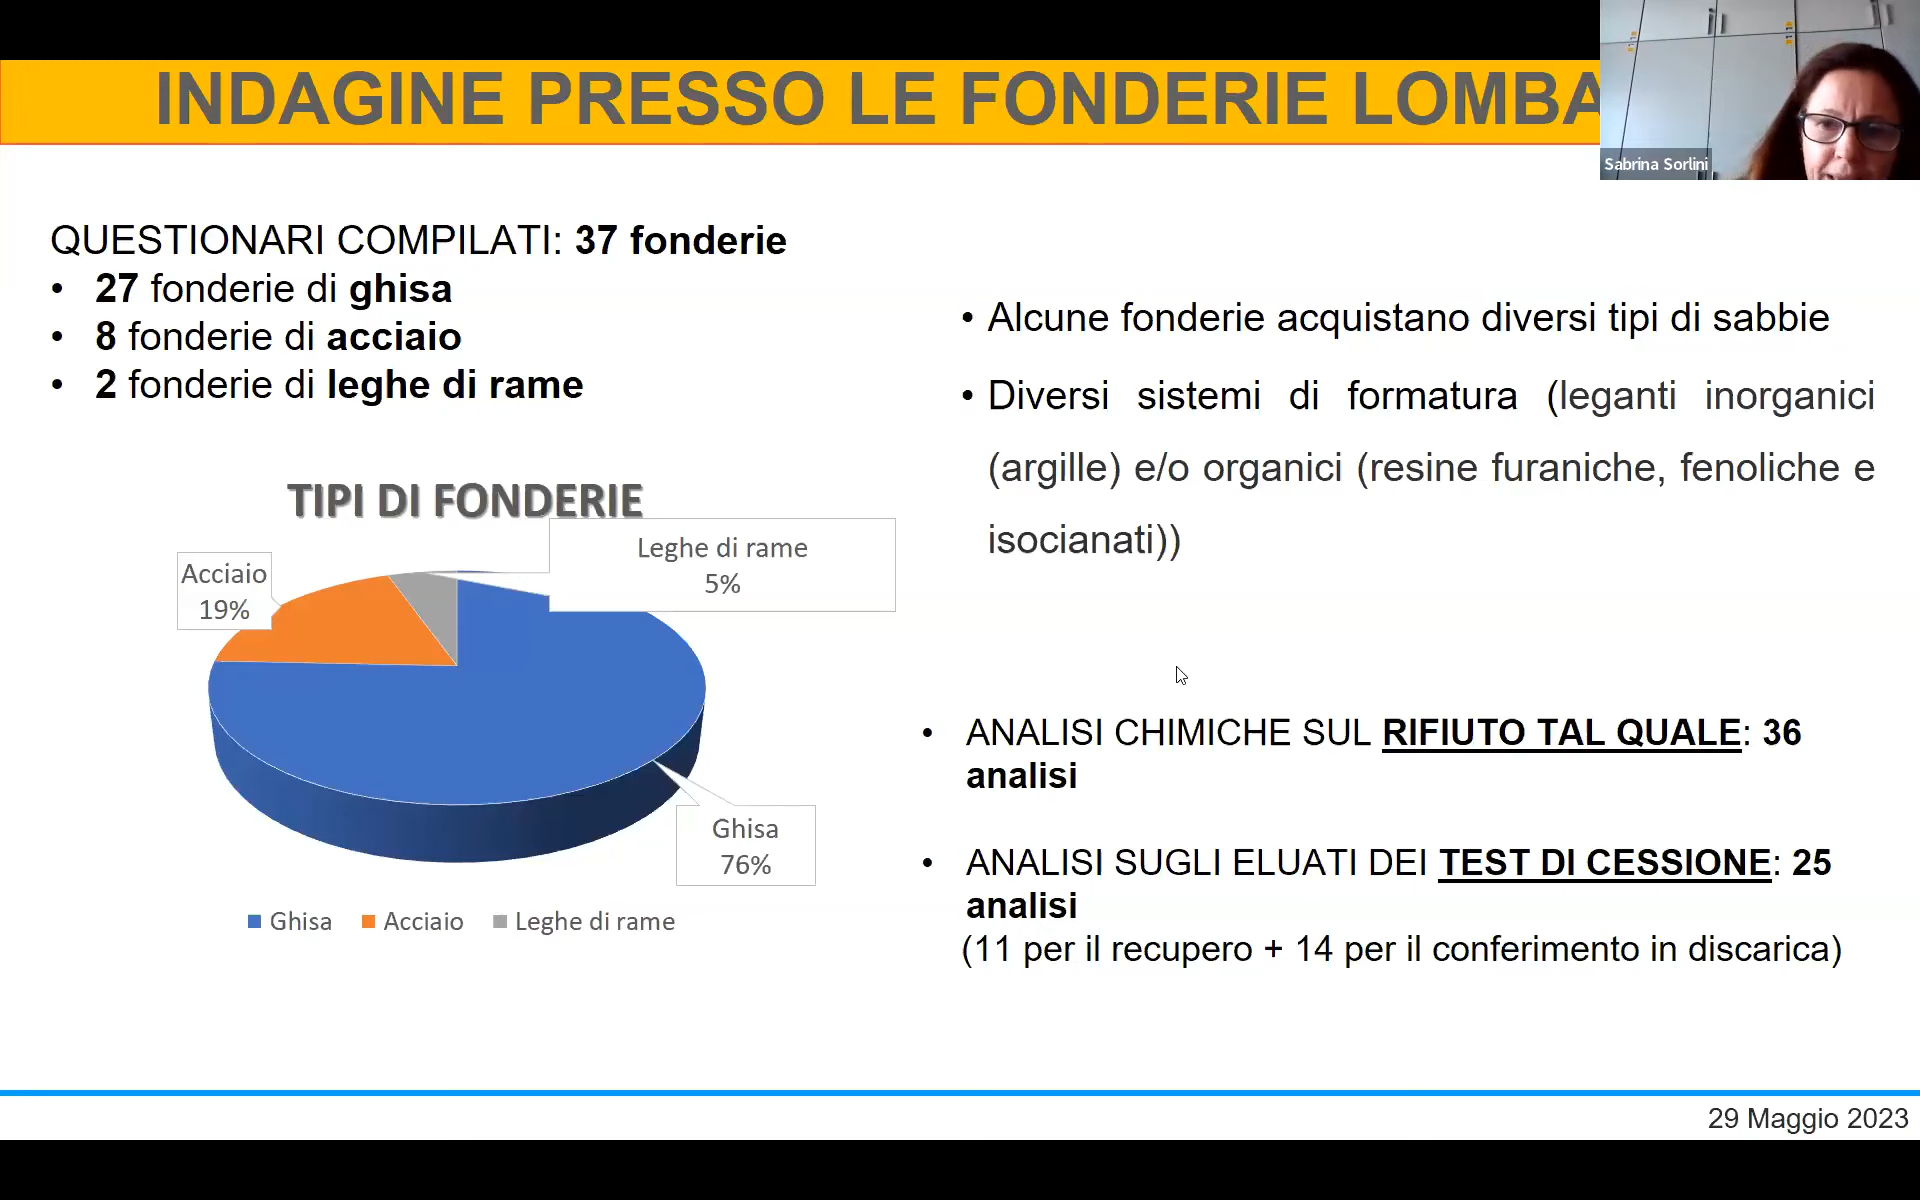 INDAGINE PRESSO LE FONDERIE
Sabrina Sorlini
QUESTIONARI COMPILATI: 37 fonderie
• 27 fonderie di ghisa
• 8 fonderie di acciaio
• 2 fonderie di leghe di rame
TIPI DI FONDERIE
Leghe di rame
5%
Acciaio
19%
Ghisa
76%
Ghisa Acciaio Leghe di rame
• Alcune fonderie acquistano diversi tipi di sabbie
• Diversi sistemi di formatura (leganti inorganici
(argille) e/o organici (resine furaniche, fenoliche e
isocianati))
• ANALISI CHIMICHE SUL RIFIUTO TAL QUALE: 36
analisi
• ANALISI SUGLI ELUATI DEI TEST DI CESSIONE: 25
analisi
(11 per il recupero + 14 per il conferimento in discarica)
29 Maggio 2023